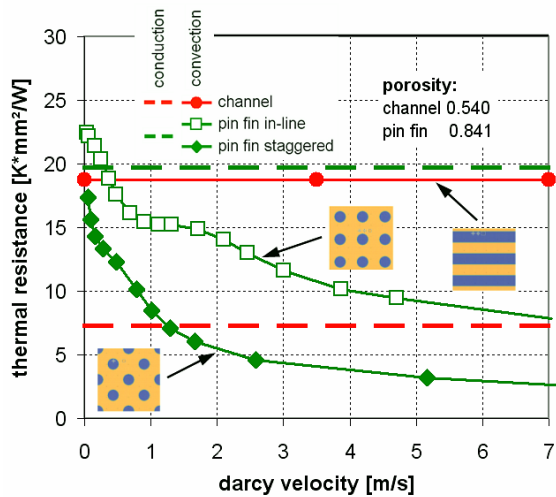 thermal resistance [K*mm²/W]
30
25
20
15
10
5
0
conduction
convection
channel
pin fin in-line
pin fin staggered
porosity:
channel 0.540
pin fin 0.841
0 1 2 3 4 5 6 7
darcy velocity [m/s]